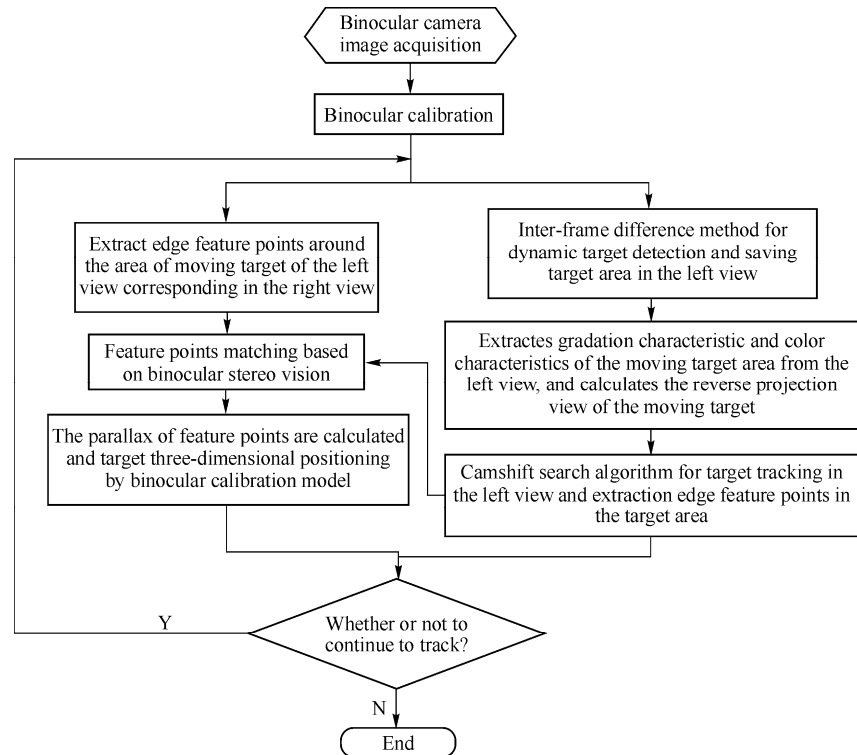 Binocular camera
image acquisition
Binocular calibration
Extract edge feature points around
the area of moving target of the left
view corresponding in the right view
Inter-frame difference method for
dynamic target detection and saving
target area in the left view
Feature points matching based
on binocular stereo vision
Extractes gradation characteristic and color
characteristics of the moving target area from the
left view, and calculates the reverse projection
view of the moving target
The parallax of feature points are calculated
and target three-dimensional positioning
by binocular calibration model
Camshift search algorithm for target tracking in
the left view and extraction edge feature points in
the target area
Y
Whether or not to
continue to track?
N
End